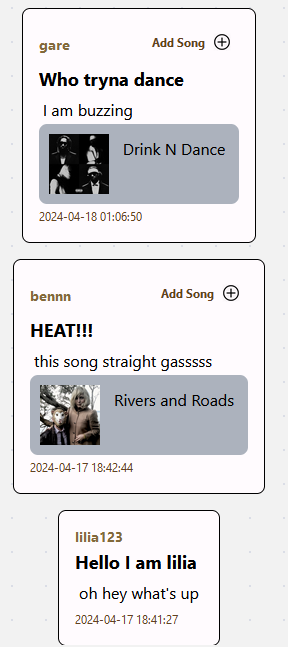 gare
Add Song
Who tryna dance
I am buzzing
Drink N Dance
2024-04-18 01:06:50
bennn
Add Song
HEAT!!!
this song straight gasssss
Rivers and Roads
2024-04-17 18:42:44
lilia123
Hello I am lilia
oh hey what's up
2024-04-17 18:41:27